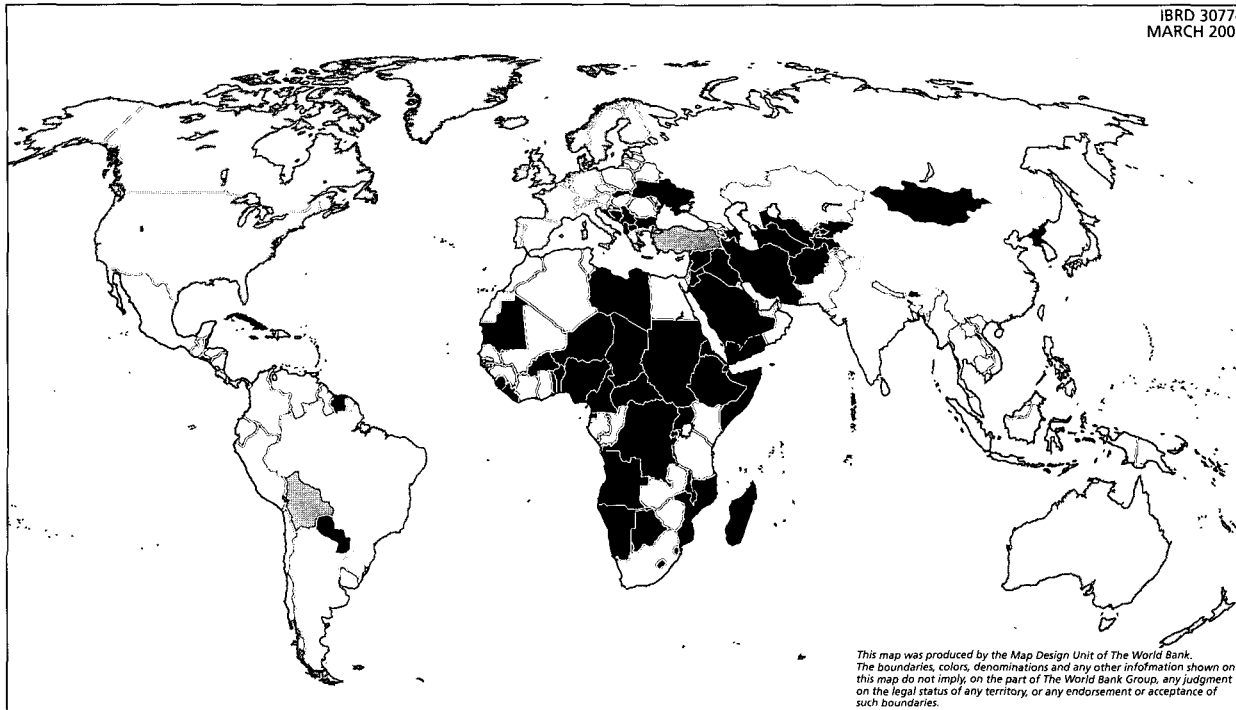 IBRD 3077
MARCH 200
This map was produced by the Map Design Unit of The World Bank.
The boundaries, colors, denominations and any other information shown on
this map do not imply, on the part of The World Bank Group, any judgment
on the legal status of any territory, or any endorsement or acceptance of
such boundaries.